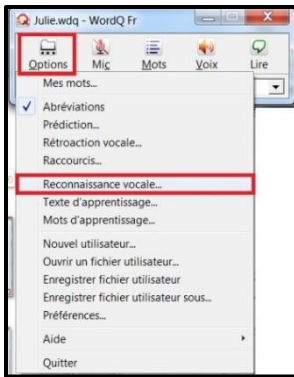 Julie.wdq - WordQ Fr
Options Mic Mots Voix Lire
Mes mots...
Abréviations
Prédiction...
Rétroaction vocale...
Raccourcis...
Reconnaissance vocale...
Texte d'apprentissage...
Mots d'apprentissage...
Nouvel utilisateur...
Ouvrir un fichier utilisateur...
Enregistrer fichier utilisateur
Enregistrer fichier utilisateur sous...
Préférences...
Aide
Quitter